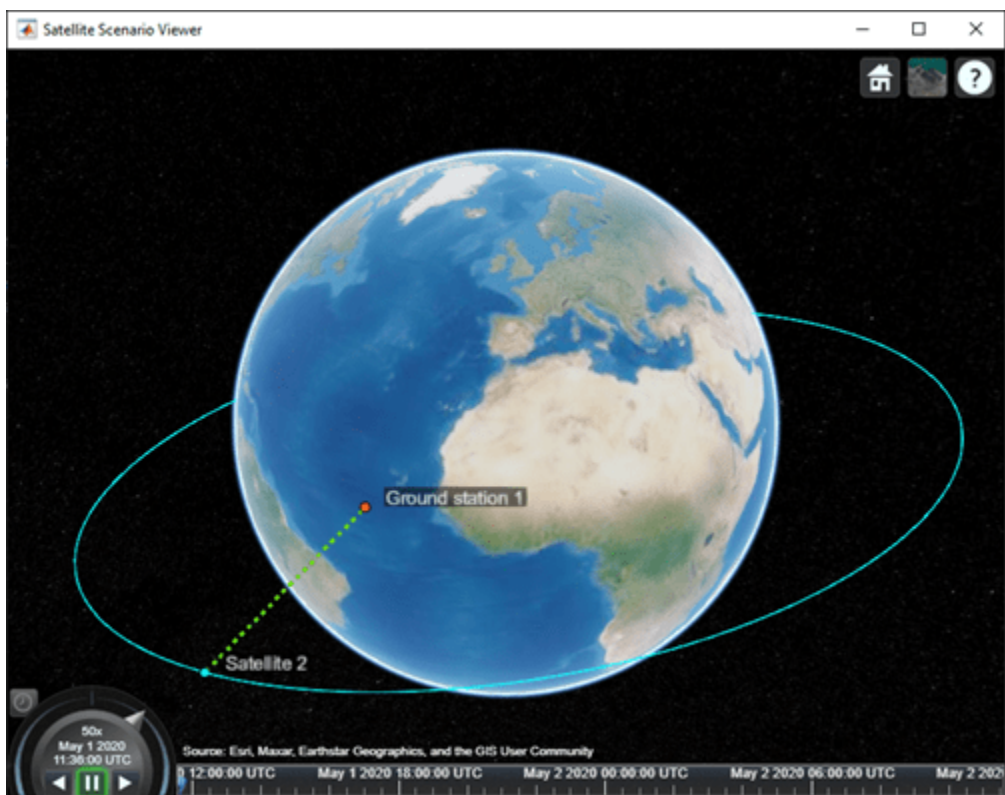 Satellite Scenario Viewer
?
Ground station 1
Satellite 2
50x
May 1 2020
11:36:00 UTC
Source: Esri, Maxar, Earthstar Geographics, and the GIS User Community
0 12:00:00 UTC May 1 2020 18:00:00 UTC May 2 2020 00:00:00 UTC May 2 2020 06:00:00 UTC May 2 202